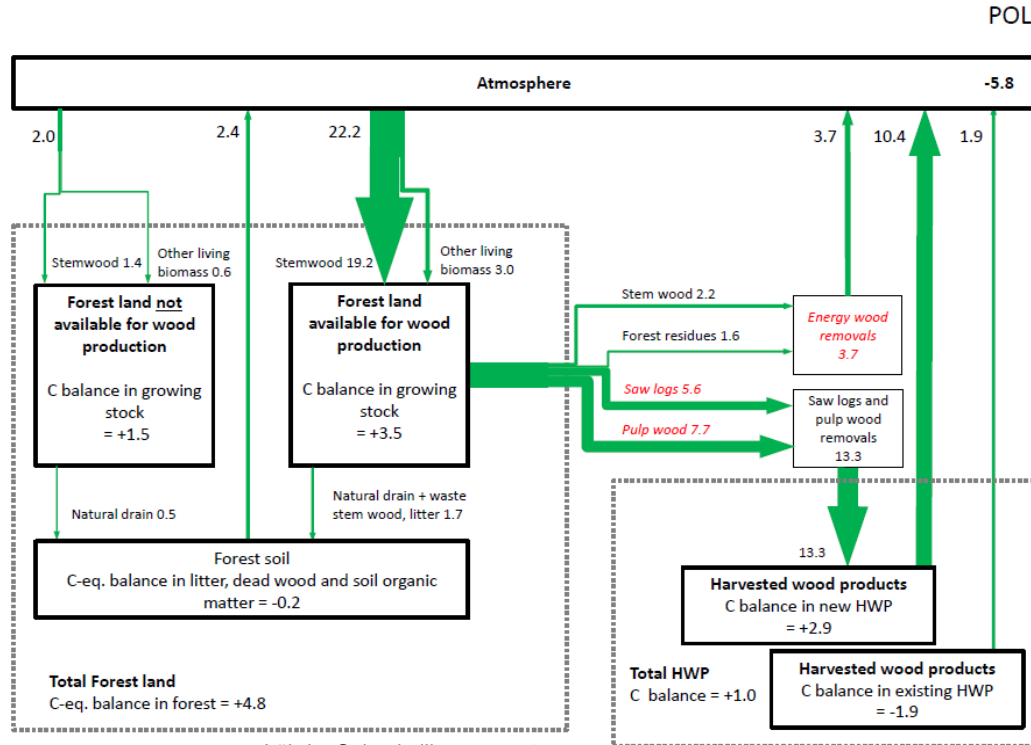 POL
Atmosphere
-5.8
2.0
2.4
22.2
3.7
10.4
1.9
Stemwood 1.4
Other living
biomass 0.6
Stemwood 19.2
Other living
biomass 3.0
Forest land not
available for wood
production
C balance in growing
stock
= +1.5
Forest land
available for wood
production
C balance in growing
stock
= +3.5
Stem wood 2.2
Forest residues 1.6
Saw logs 5.6
Pulp wood 7.7
Energy wood
removals
3.7
Saw logs and
pulp wood
removals
13.3
Natural drain 0.5
Natural drain + waste
stem wood, litter 1.7
Forest soil
C-eq. balance in litter, dead wood and soil organic
matter = -0.2
13.3
Harvested wood products
C balance in new HWP
= +2.9
Total Forest land
C-eq. balance in forest = +4.8
Total HWP
C balance = +1.0
Harvested wood products
C balance in existing HWP
= -1.9